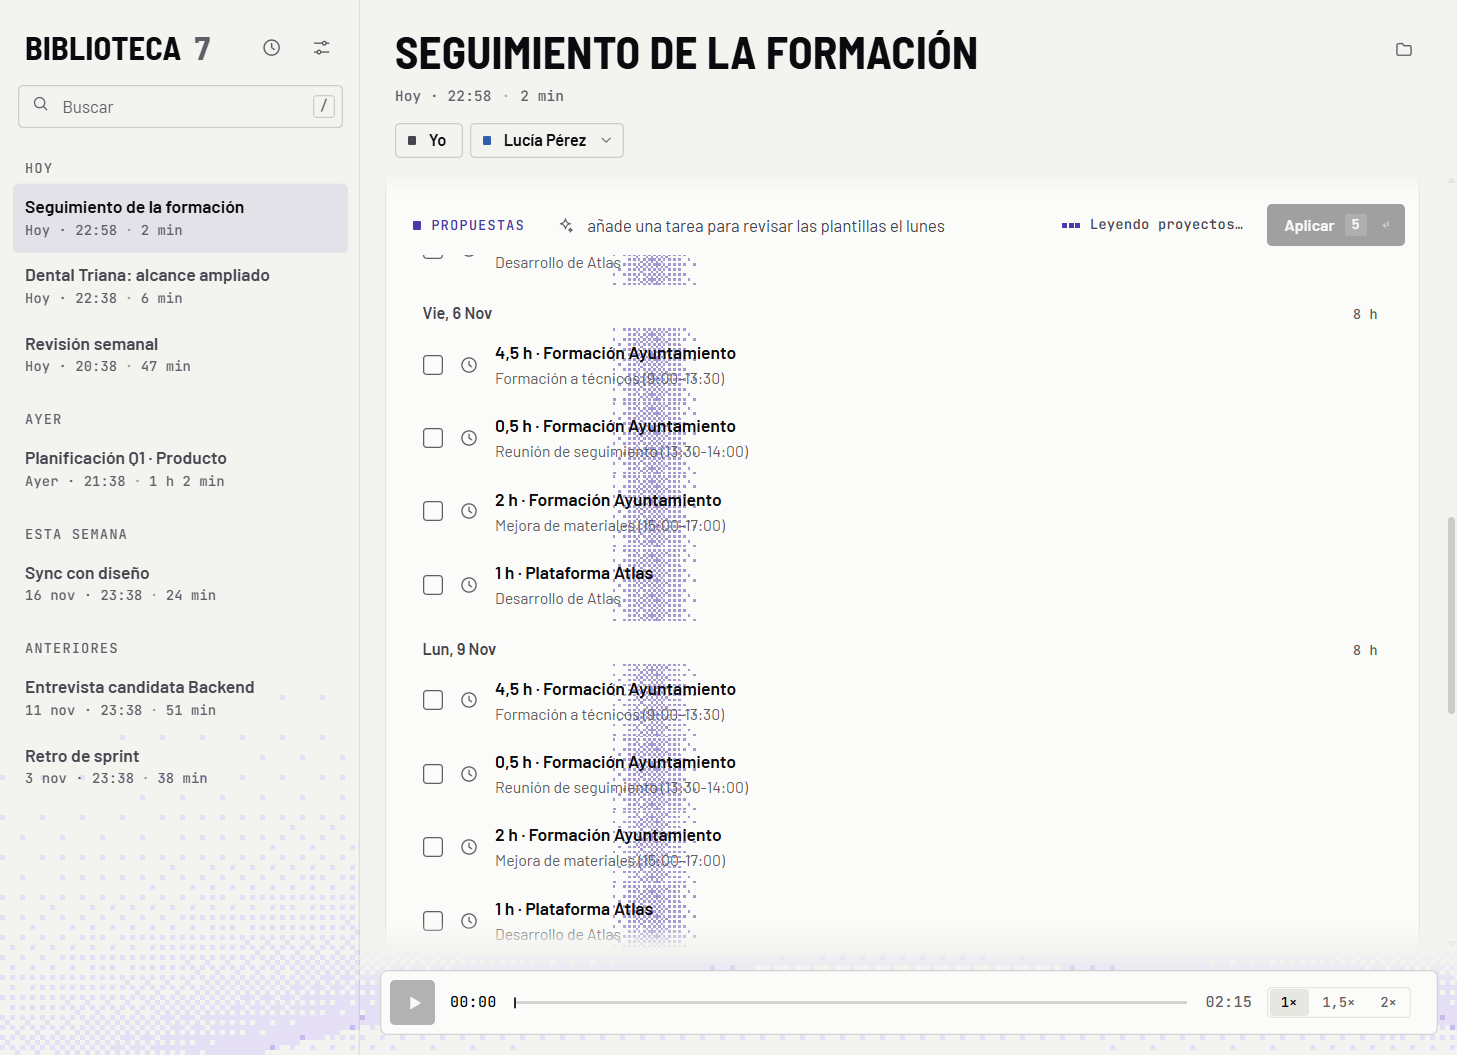 BIBLIOTECA 7
Buscar /
HOY
Seguimiento de la formación
Hoy · 22:58 · 2 min
Dental Triana: alcance ampliado
Hoy · 22:38 · 6 min
Revisión semanal
Hoy · 20:38 · 47 min
AYER
Planificación Q1 · Producto
Ayer · 21:38 · 1 h 2 min
ESTA SEMANA
Sync con diseño
16 nov · 23:38 · 24 min
ANTERIORES
Entrevista candidata Backend
11 nov · 23:38 · 51 min
Retro de sprint
3 nov · 23:38 · 38 min
SEGUIMIENTO DE LA FORMACIÓN
Hoy · 22:58 · 2 min
Yo Lucía Pérez
PROPUESTAS añade una tarea para revisar las plantillas el lunes Leyendo proyectos… Aplicar 5
Desarrollo de Atlas
Vie, 6 Nov 8 h
4,5 h · Formación Ayuntamiento
Formación a técnicos (9:00-13:30)
0,5 h · Formación Ayuntamiento
Reunión de seguimiento (13:30-14:00)
2 h · Formación Ayuntamiento
Mejora de materiales (15:00-17:00)
1 h · Plataforma Atlas
Desarrollo de Atlas
Lun, 9 Nov 8 h
4,5 h · Formación Ayuntamiento
Formación a técnicos (9:00-13:30)
0,5 h · Formación Ayuntamiento
Reunión de seguimiento (13:30-14:00)
2 h · Formación Ayuntamiento
Mejora de materiales (15:00-17:00)
1 h · Plataforma Atlas
Desarrollo de Atlas
00:00 02:15 1× 1,5× 2×